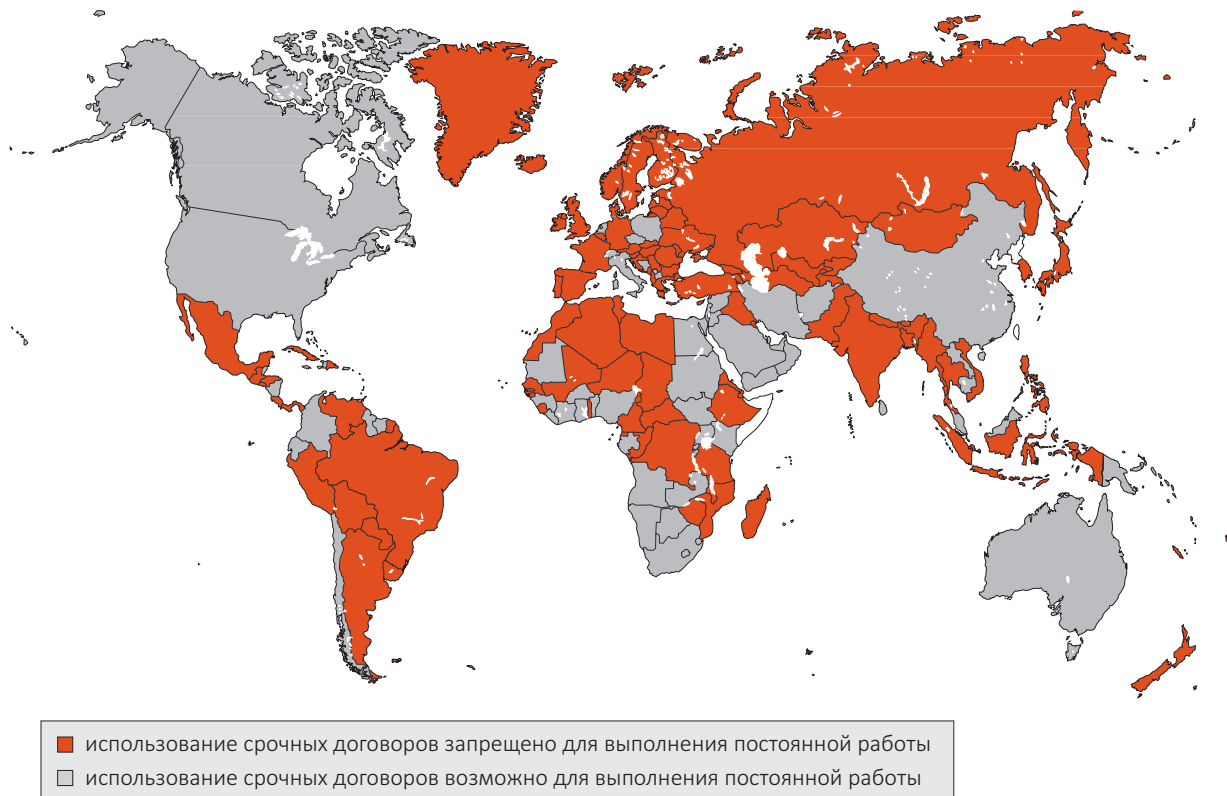 использование срочных договоров запрещено для выполнения постоянной работы
использование срочных договоров возможно для выполнения постоянной работы